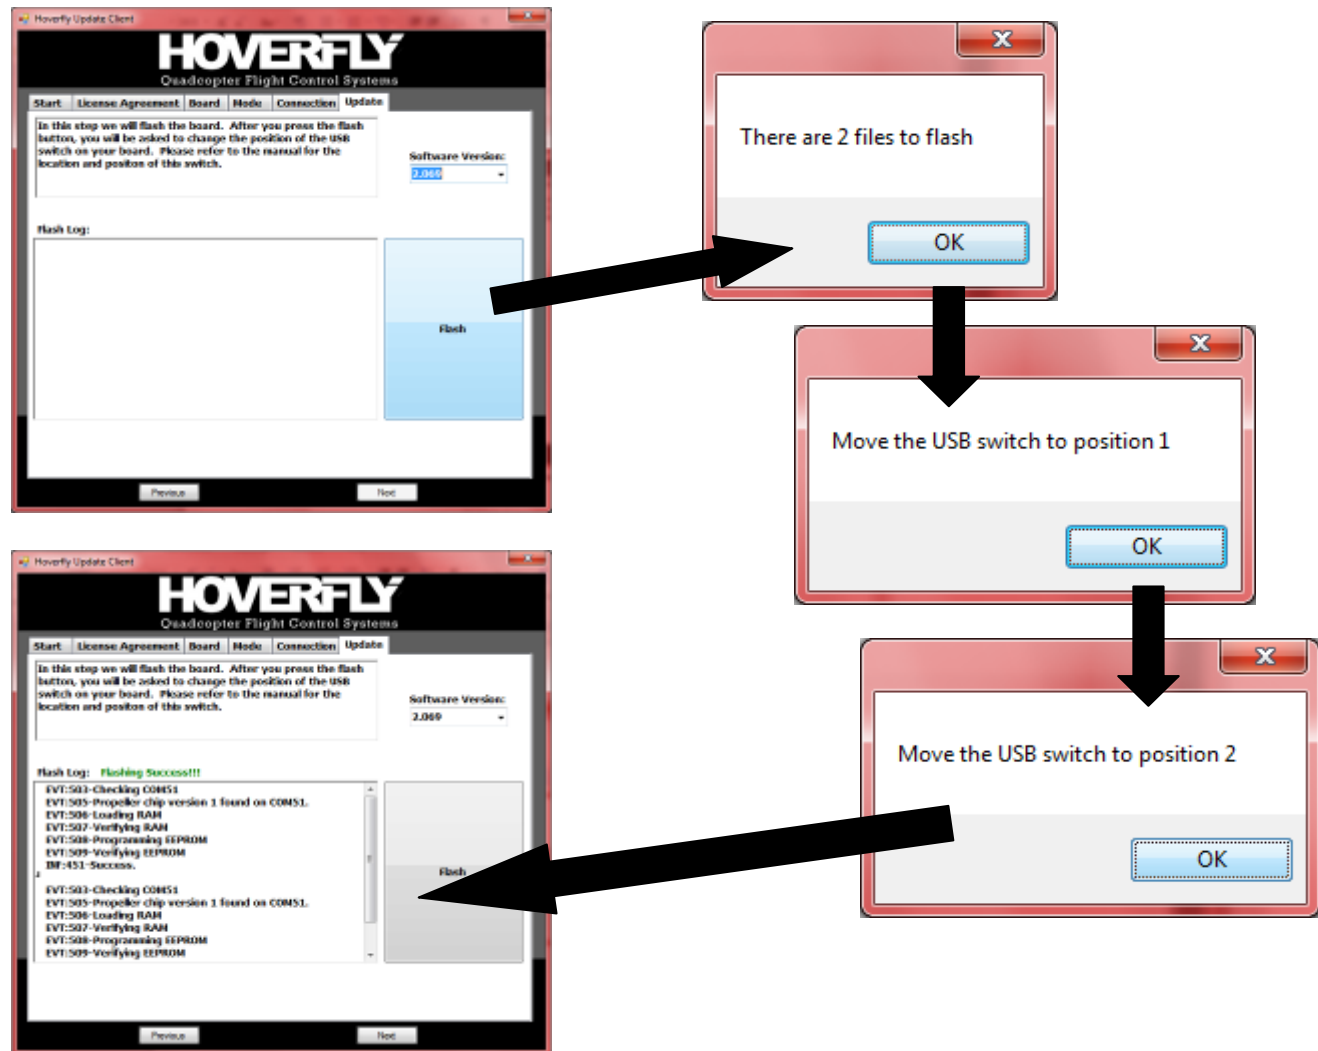 Hoverfly Update Client
HOVERFLY
Quadcopter Flight Control Systems
Start License Agreement Board Mode Connection Update
In this step we will flash the board. After you press the flash
button, you will be asked to change the position of the USB
switch on your board. Please refer to the manual for the
location and positon of this switch.
Software Version:
2.069
Flash Log:
Flash
Previous Next
X
There are 2 files to flash
OK
X
Move the USB switch to position 1
OK
X
Move the USB switch to position 2
OK
Hoverfly Update Client
HOVERFLY
Quadcopter Flight Control Systems
Start License Agreement Board Mode Connection Update
In this step we will flash the board. After you press the flash
button, you will be asked to change the position of the USB
switch on your board. Please refer to the manual for the
location and positon of this switch.
Software Version:
2.069
Flash Log: Flashing Success!!!
EVT:503-Checking COM51
EVT:505-Propeller chip version 1 found on COM51.
EVT:506-Loading RAM
EVT:507-Verifying RAM
EVT:508-Programming EEPROM
EVT:509-Verifying EEPROM
INF:451-Success.
2
EVT:503-Checking COM51
EVT:505-Propeller chip version 1 found on COM51.
EVT:506-Loading RAM
EVT:507-Verifying RAM
EVT:508-Programming EEPROM
EVT:509-Verifying EEPROM
Flash
Previous Next